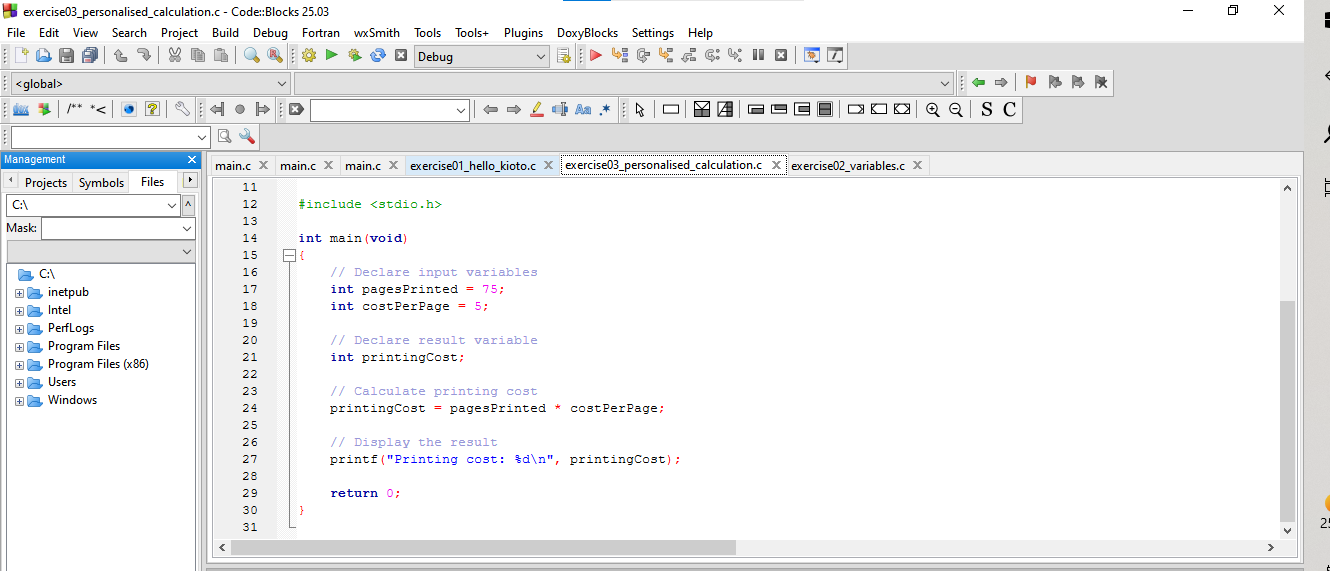 exercise03_personalised_calculation.c - Code::Blocks 25.03
File Edit View Search Project Build Debug Fortran wxSmith Tools Tools+ Plugins DoxyBlocks Settings Help
Debug
<global>
/** *<
Aa .* S C
Management
Projects Symbols Files
C:\
Mask:
C:\
inetpub
Intel
PerfLogs
Program Files
Program Files (x86)
Users
Windows
main.c main.c main.c exercise01_hello_kioto.c exercise03_personalised_calculation.c exercise02_variables.c
11
12 #include <stdio.h>
13
14 int main(void)
15 {
16 // Declare input variables
17 int pagesPrinted = 75;
18 int costPerPage = 5;
19
20 // Declare result variable
21 int printingCost;
22
23 // Calculate printing cost
24 printingCost = pagesPrinted * costPerPage;
25
26 // Display the result
27 printf("Printing cost: %d\n", printingCost);
28
29 return 0;
30 }
31